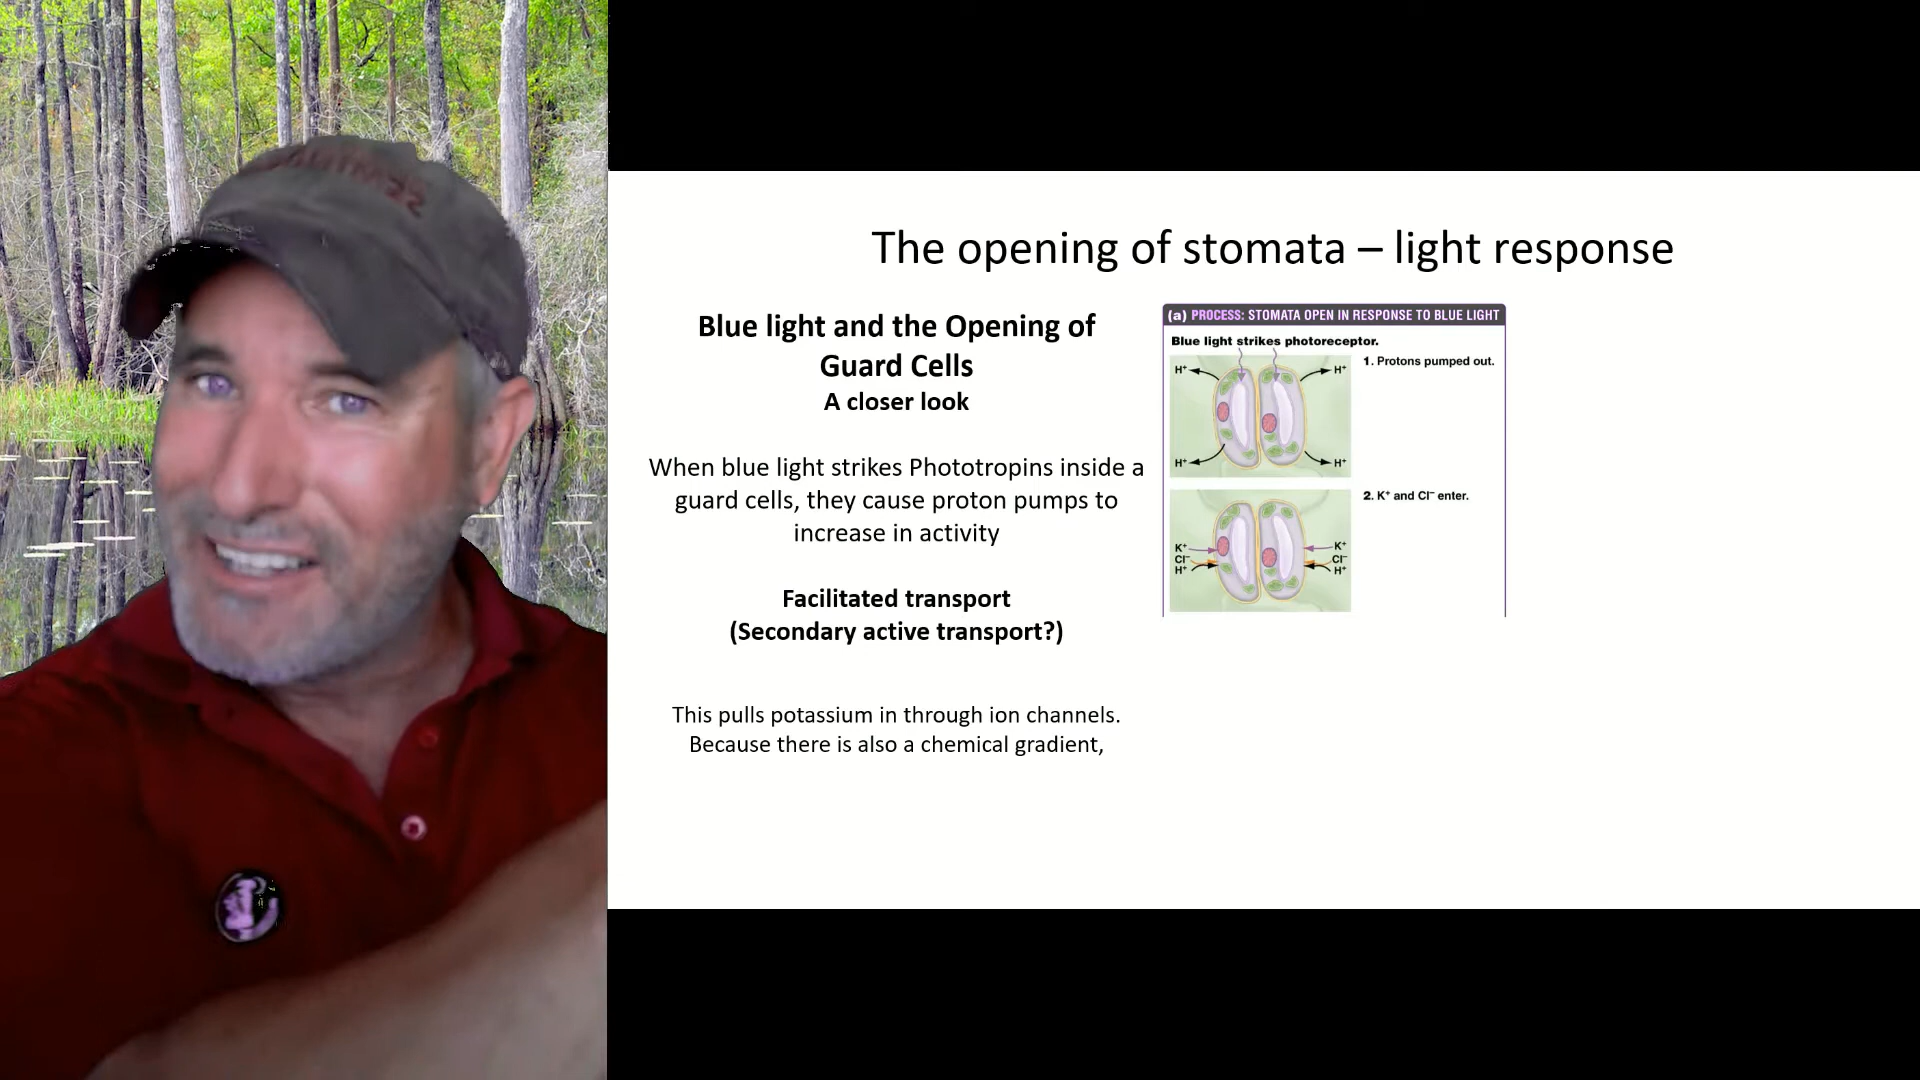 The opening of stomata – light response
Blue light and the Opening of
Guard Cells
A closer look
When blue light strikes Phototropins inside a
guard cells, they cause proton pumps to
increase in activity
Facilitated transport
(Secondary active transport?)
This pulls potassium in through ion channels.
Because there is also a chemical gradient,
(a) PROCESS: STOMATA OPEN IN RESPONSE TO BLUE LIGHT
Blue light strikes photoreceptor.
1. Protons pumped out.
H⁺ H⁺
H⁺ H⁺
2. K⁺ and Cl⁻ enter.
K⁺ K⁺
Cl⁻ Cl⁻
H⁺ H⁺